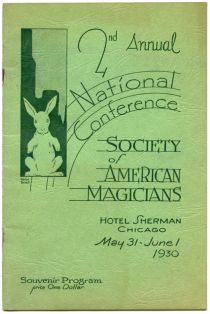 2nd Annual
National
Conference
SOCIETY
of
AMERICAN
MAGICIANS
HOTEL SHERMAN
CHICAGO
May 31 - June 1
1930
Souvenir Program
price One Dollar